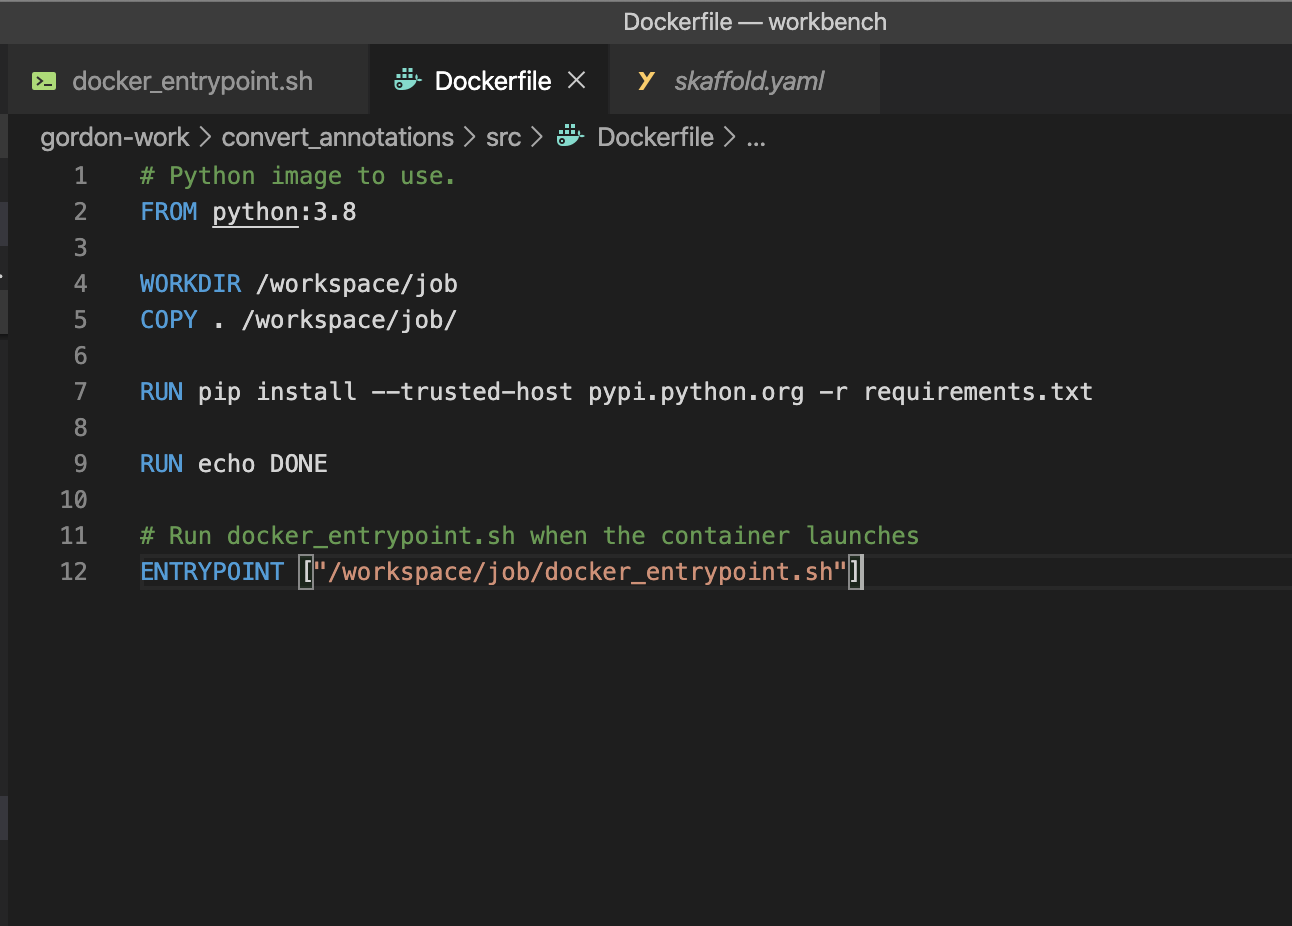 Dockerfile — workbench
docker_entrypoint.sh Dockerfile skaffold.yaml
gordon-work > convert_annotations > src > Dockerfile > ...
1 # Python image to use.
2 FROM python:3.8
3
4 WORKDIR /workspace/job
5 COPY . /workspace/job/
6
7 RUN pip install --trusted-host pypi.python.org -r requirements.txt
8
9 RUN echo DONE
10
11 # Run docker_entrypoint.sh when the container launches
12 ENTRYPOINT ["/workspace/job/docker_entrypoint.sh"]